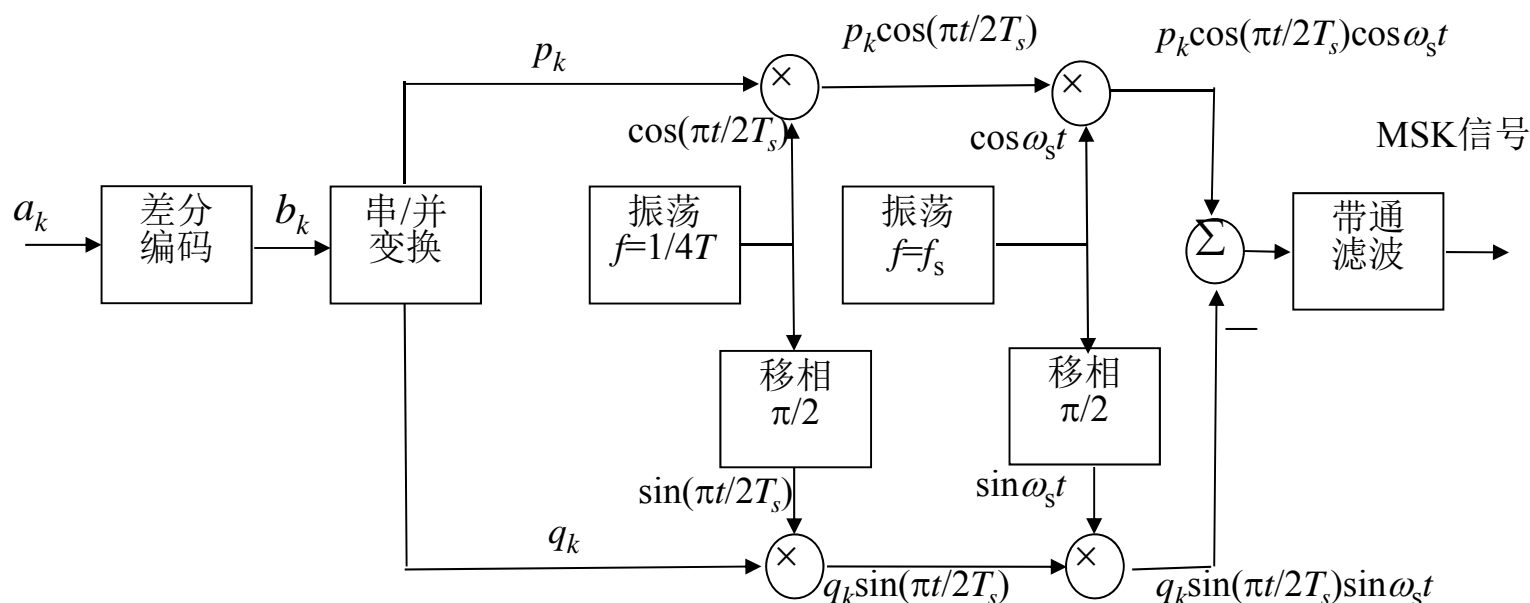 p_k
p_k cos(πt/2T_s)
p_k cos(πt/2T_s)cosω_s t
cos(πt/2T_s)
cosω_s t
MSK信号
a_k
差分
编码
b_k
串/并
变换
振荡
f=1/4T
振荡
f=f_s
Σ
带通
滤波
—
移相
π/2
移相
π/2
sin(πt/2T_s)
sinω_s t
q_k
q_k sin(πt/2T_s)
q_k sin(πt/2T_s)sinω_s t
×
×
×
×